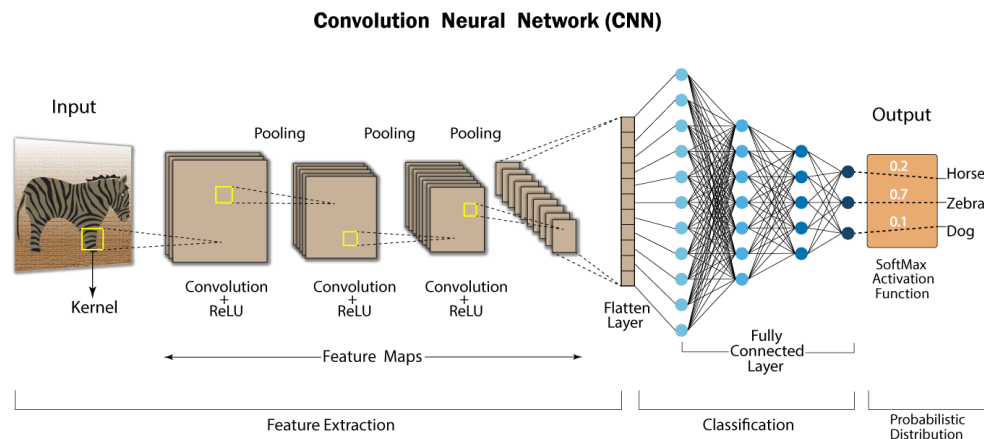 Convolution Neural Network (CNN)
Input
Output
Pooling
Pooling
Pooling
0.2
Horse
0.7
Zebra
0.1
Dog
Kernel
Convolution
+
ReLU
Convolution
+
ReLU
Convolution
+
ReLU
Flatten
Layer
SoftMax
Activation
Function
Feature Maps
Fully
Connected
Layer
Feature Extraction
Classification
Probabilistic
Distribution